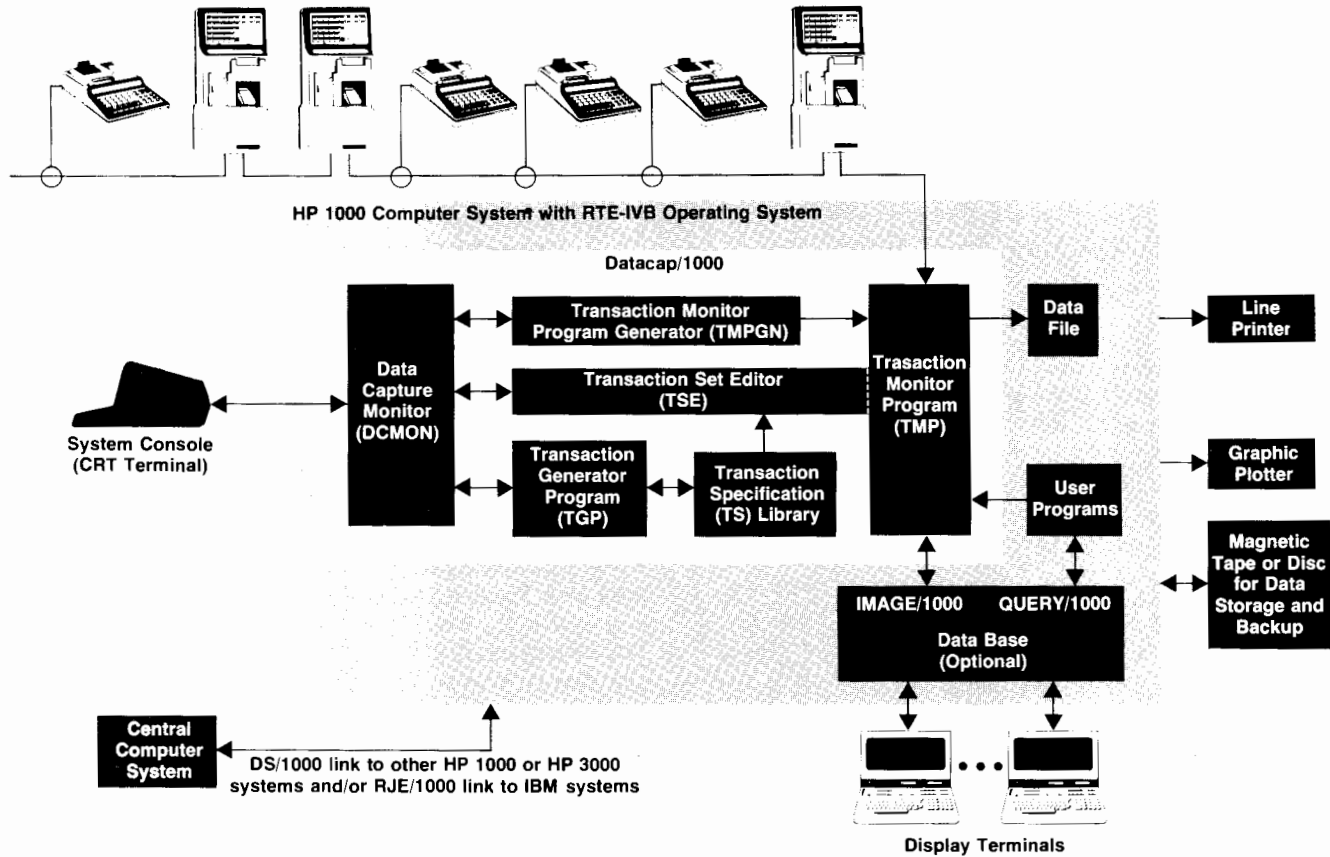 HP 1000 Computer System with RTE-IVB Operating System
Datacap/1000
Transaction Monitor
Program Generator (TMPGN)
Data
File
Line
Printer
Data
Capture
Monitor
(DCMON)
Transaction Set Editor
(TSE)
Trasaction
Monitor
Program
(TMP)
System Console
(CRT Terminal)
Transaction
Generator
Program
(TGP)
Transaction
Specification
(TS) Library
User
Programs
Graphic
Plotter
Magnetic
Tape or Disc
for Data
Storage and
Backup
IMAGE/1000 QUERY/1000
Data Base
(Optional)
Central
Computer
System
DS/1000 link to other HP 1000 or HP 3000
systems and/or RJE/1000 link to IBM systems
Display Terminals